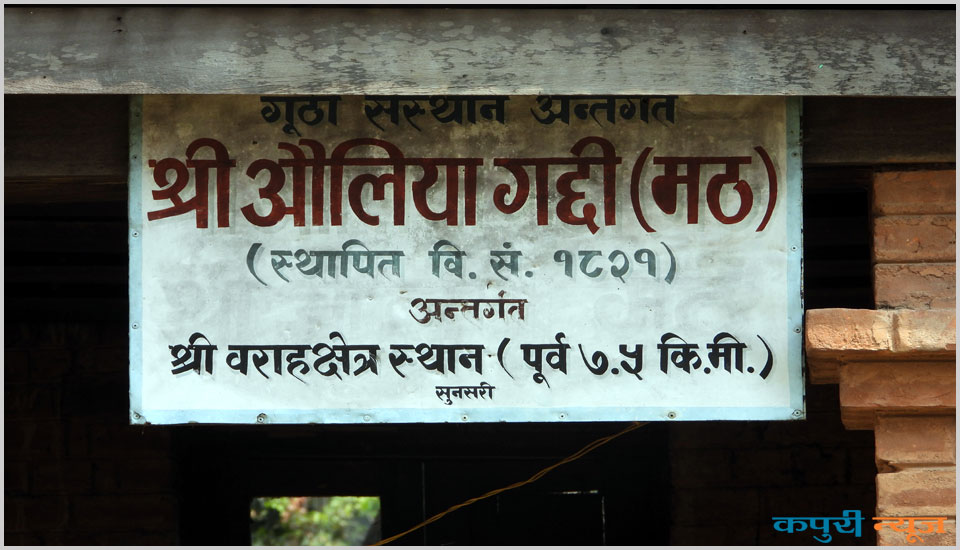 गूठी संस्थान अन्तर्गत
श्री औलिया गद्दी (मठ)
(स्थापित वि. सं. १८२१)
अन्तर्गत
श्री वराहक्षेत्र स्थान ( पूर्व ७.५ कि.मी.)
सुनसरी
कपुरी न्यूज